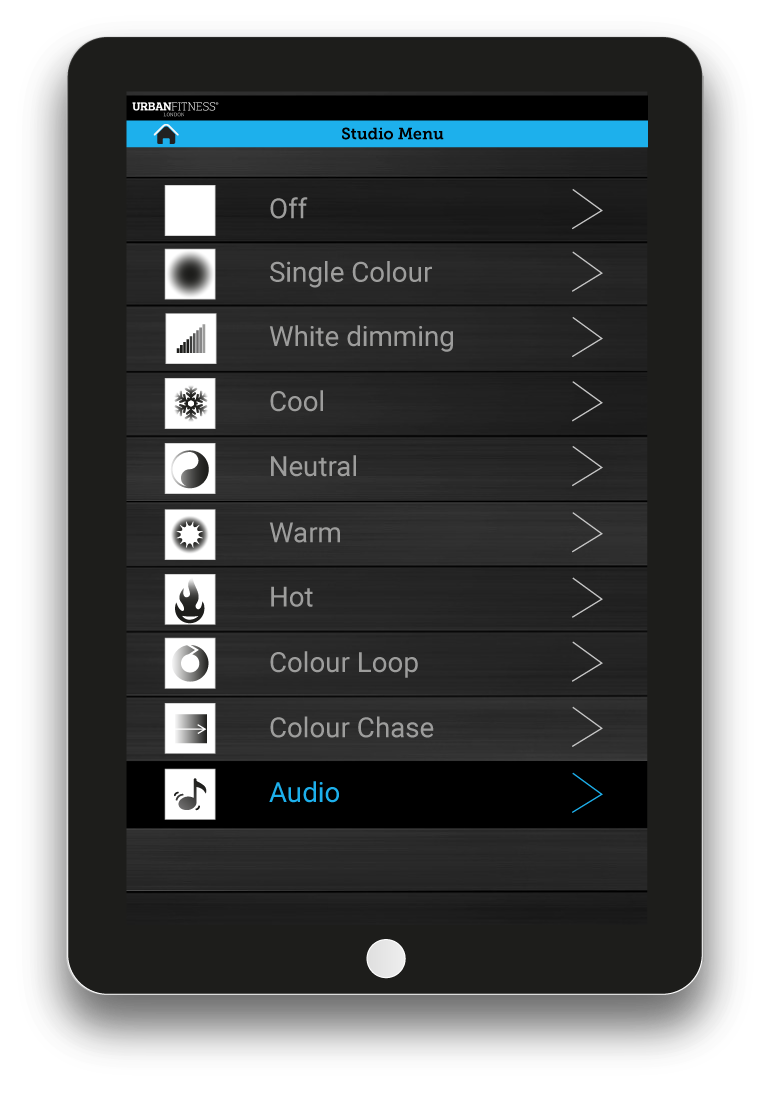 URBANFITNESS®
LONDON
Studio Menu
Off
Single Colour
White dimming
Cool
Neutral
Warm
Hot
Colour Loop
Colour Chase
Audio